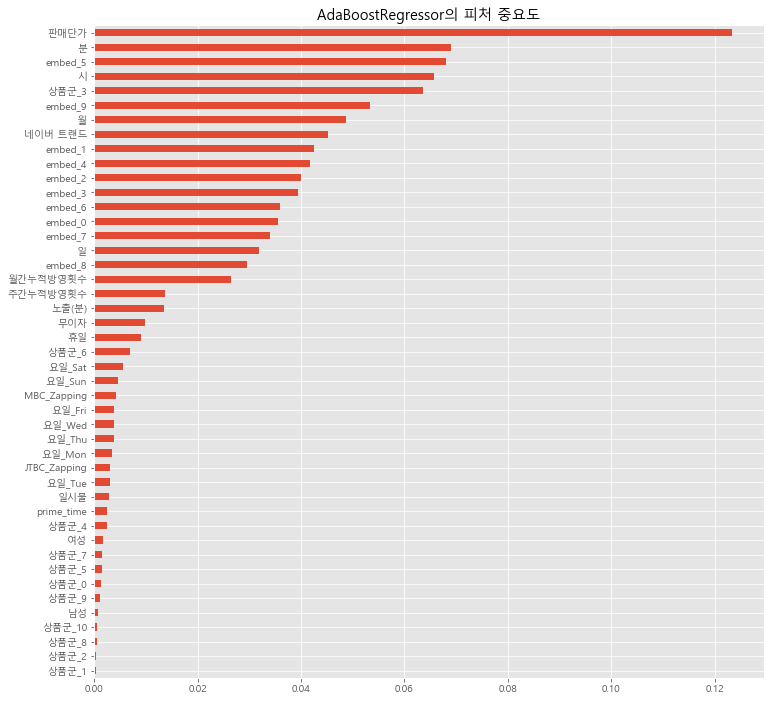 AdaBoostRegressor의 피처 중요도
판매단가
분
embed_5
시
상품군_3
embed_9
월
네이버 트랜드
embed_1
embed_4
embed_2
embed_3
embed_6
embed_0
embed_7
일
embed_8
월간누적방영횟수
주간누적방영횟수
노출(분)
무이자
휴일
상품군_6
요일_Sat
요일_Sun
MBC_Zapping
요일_Fri
요일_Wed
요일_Thu
요일_Mon
JTBC_Zapping
요일_Tue
일시불
prime_time
상품군_4
여성
상품군_7
상품군_5
상품군_0
상품군_9
남성
상품군_10
상품군_8
상품군_2
상품군_1
0.00 0.02 0.04 0.06 0.08 0.10 0.12